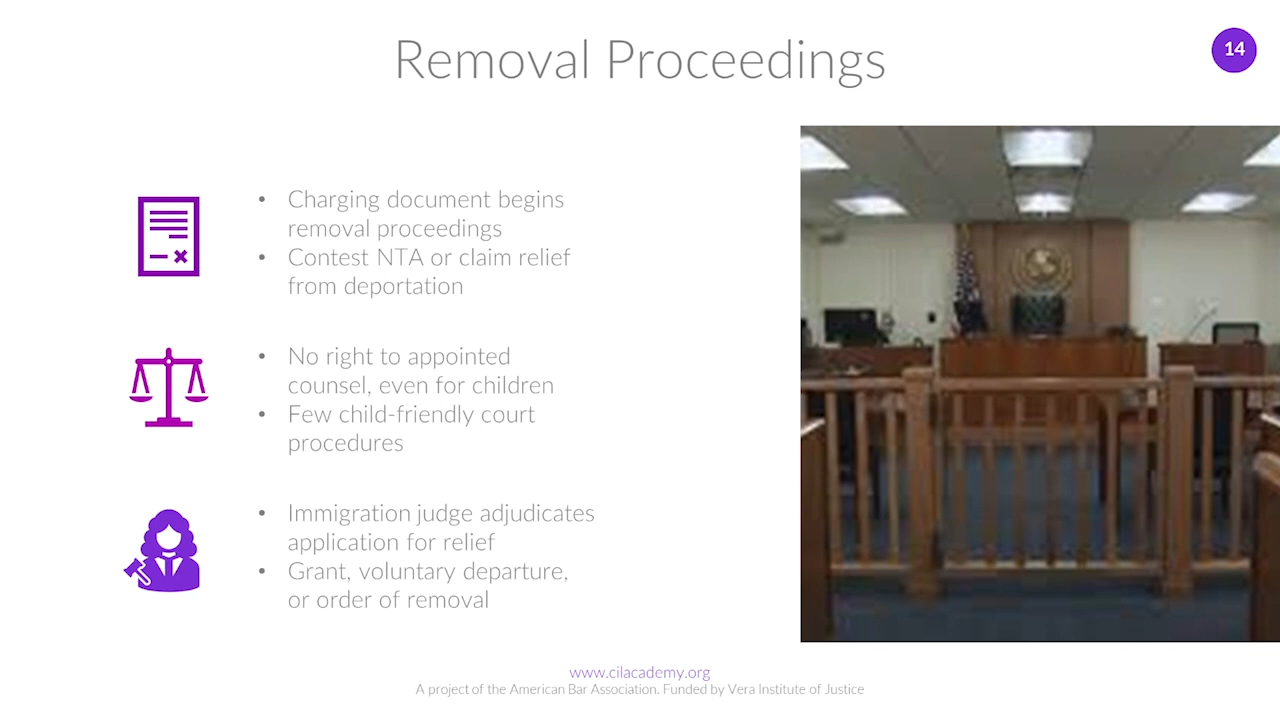 Removal Proceedings
14
• Charging document begins
removal proceedings
• Contest NTA or claim relief
from deportation
• No right to appointed
counsel, even for children
• Few child-friendly court
procedures
• Immigration judge adjudicates
application for relief
• Grant, voluntary departure,
or order of removal
www.cilacademy.org
A project of the American Bar Association. Funded by Vera Institute of Justice